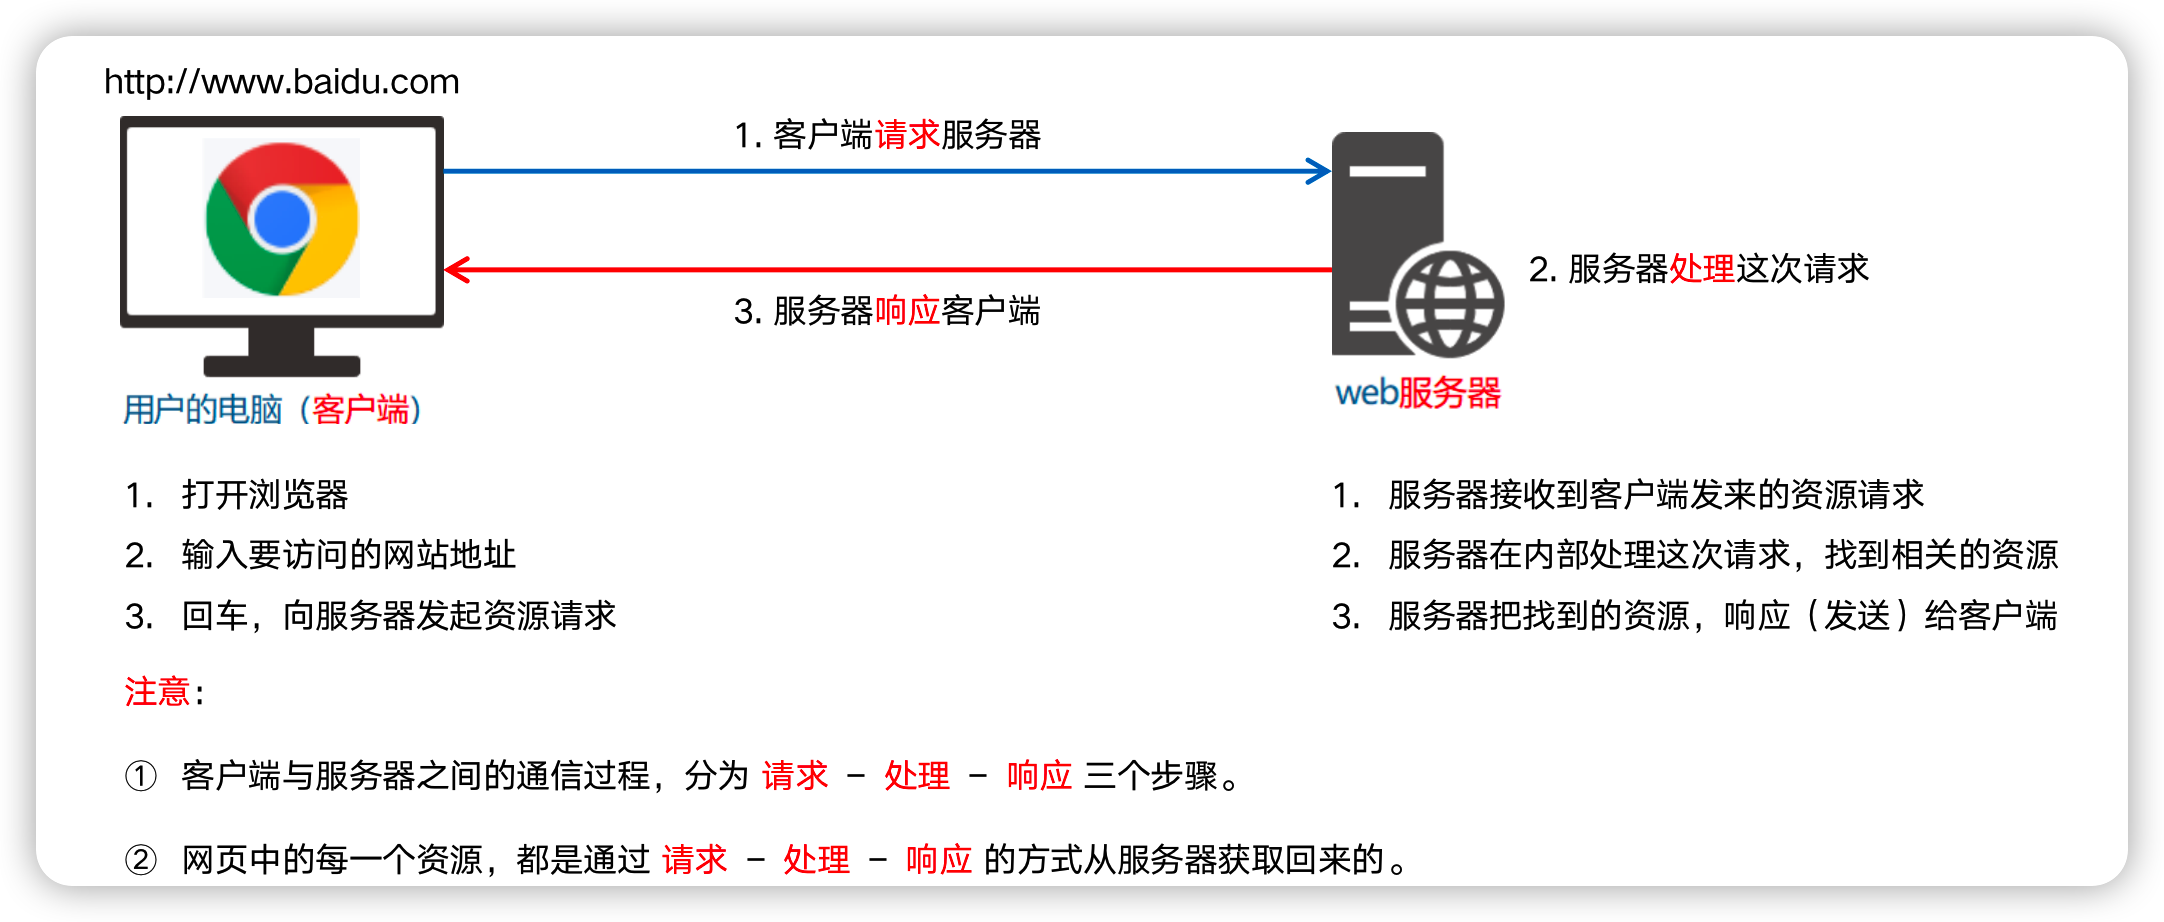 http://www.baidu.com
1. 客户端请求服务器
2. 服务器处理这次请求
3. 服务器响应客户端
用户的电脑（客户端）
web服务器
1. 打开浏览器
2. 输入要访问的网站地址
3. 回车，向服务器发起资源请求
1. 服务器接收到客户端发来的资源请求
2. 服务器在内部处理这次请求，找到相关的资源
3. 服务器把找到的资源，响应（发送）给客户端
注意：
① 客户端与服务器之间的通信过程，分为 请求 – 处理 – 响应 三个步骤。
② 网页中的每一个资源，都是通过 请求 – 处理 – 响应 的方式从服务器获取回来的。